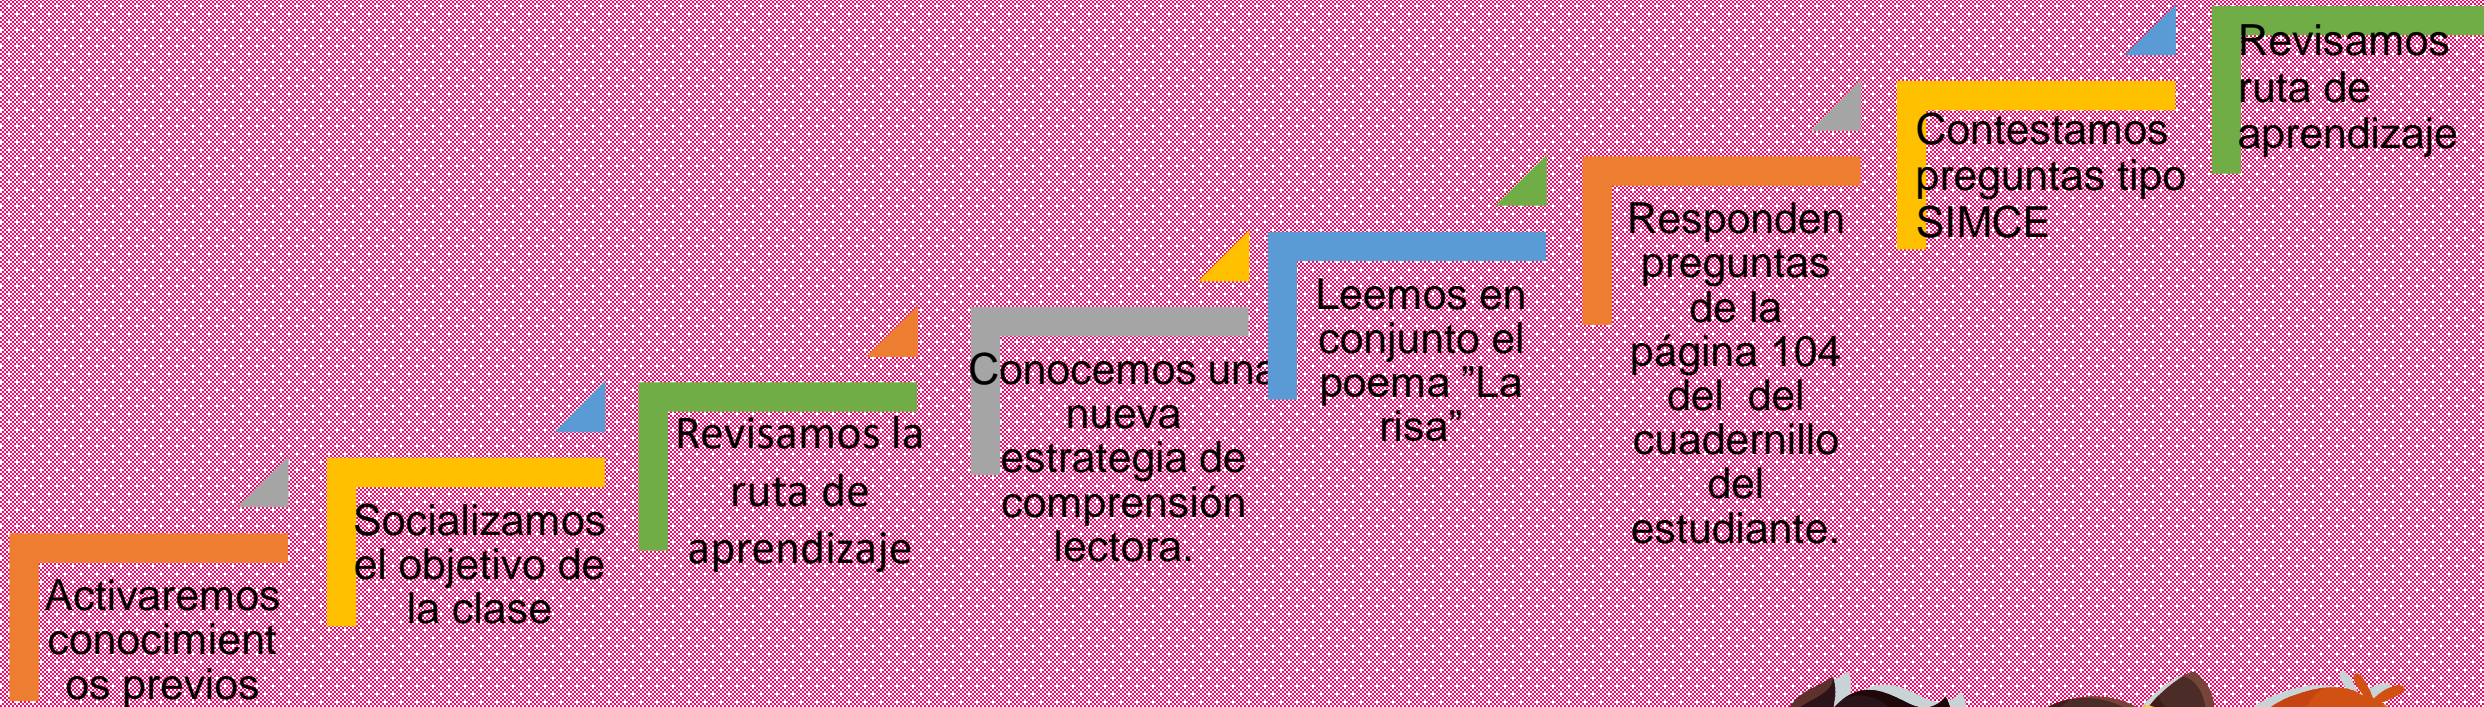 Activaremos
conocimient
os previos
Socializamos
el objetivo de
la clase
Revisamos la
ruta de
aprendizaje
Conocemos una
nueva
estrategia de
comprensión
lectora.
Leemos en
conjunto el
poema ”La
risa”
Responden
preguntas
de la
página 104
del  del
cuadernillo
del
estudiante.
Contestamos
preguntas tipo
SIMCE
Revisamos
ruta de
aprendizaje